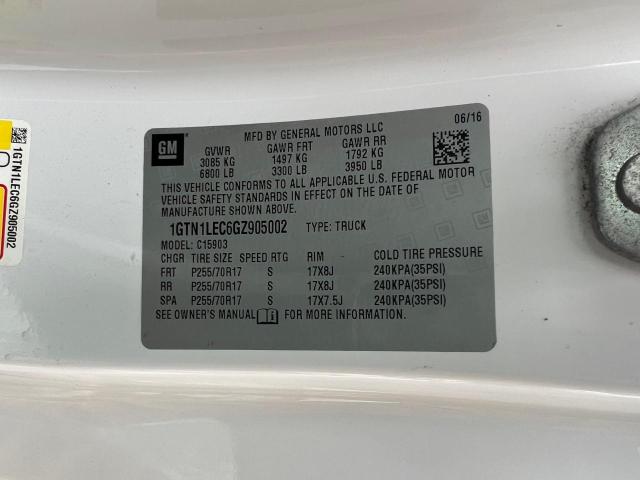 1GTN1LEC6GZ905002
GM
MFD BY GENERAL MOTORS LLC
06/16
GVWR GAWR FRT GAWR RR
3085 KG 1497 KG 1792 KG
6800 LB 3300 LB 3950 LB
THIS VEHICLE CONFORMS TO ALL APPLICABLE U.S. FEDERAL MOTOR
VEHICLE SAFETY STANDARDS IN EFFECT ON THE DATE OF
MANUFACTURE SHOWN ABOVE.
1GTN1LEC6GZ905002 TYPE: TRUCK
MODEL: C15903
CHGR TIRE SIZE SPEED RTG RIM COLD TIRE PRESSURE
FRT P255/70R17 S 17X8J 240KPA(35PSI)
RR P255/70R17 S 17X8J 240KPA(35PSI)
SPA P255/70R17 S 17X7.5J 240KPA(35PSI)
SEE OWNER'S MANUAL FOR MORE INFORMATION.